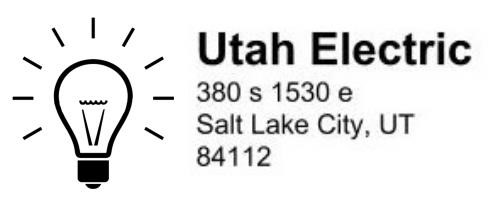 Utah Electric
380 s 1530 e
Salt Lake City, UT
84112